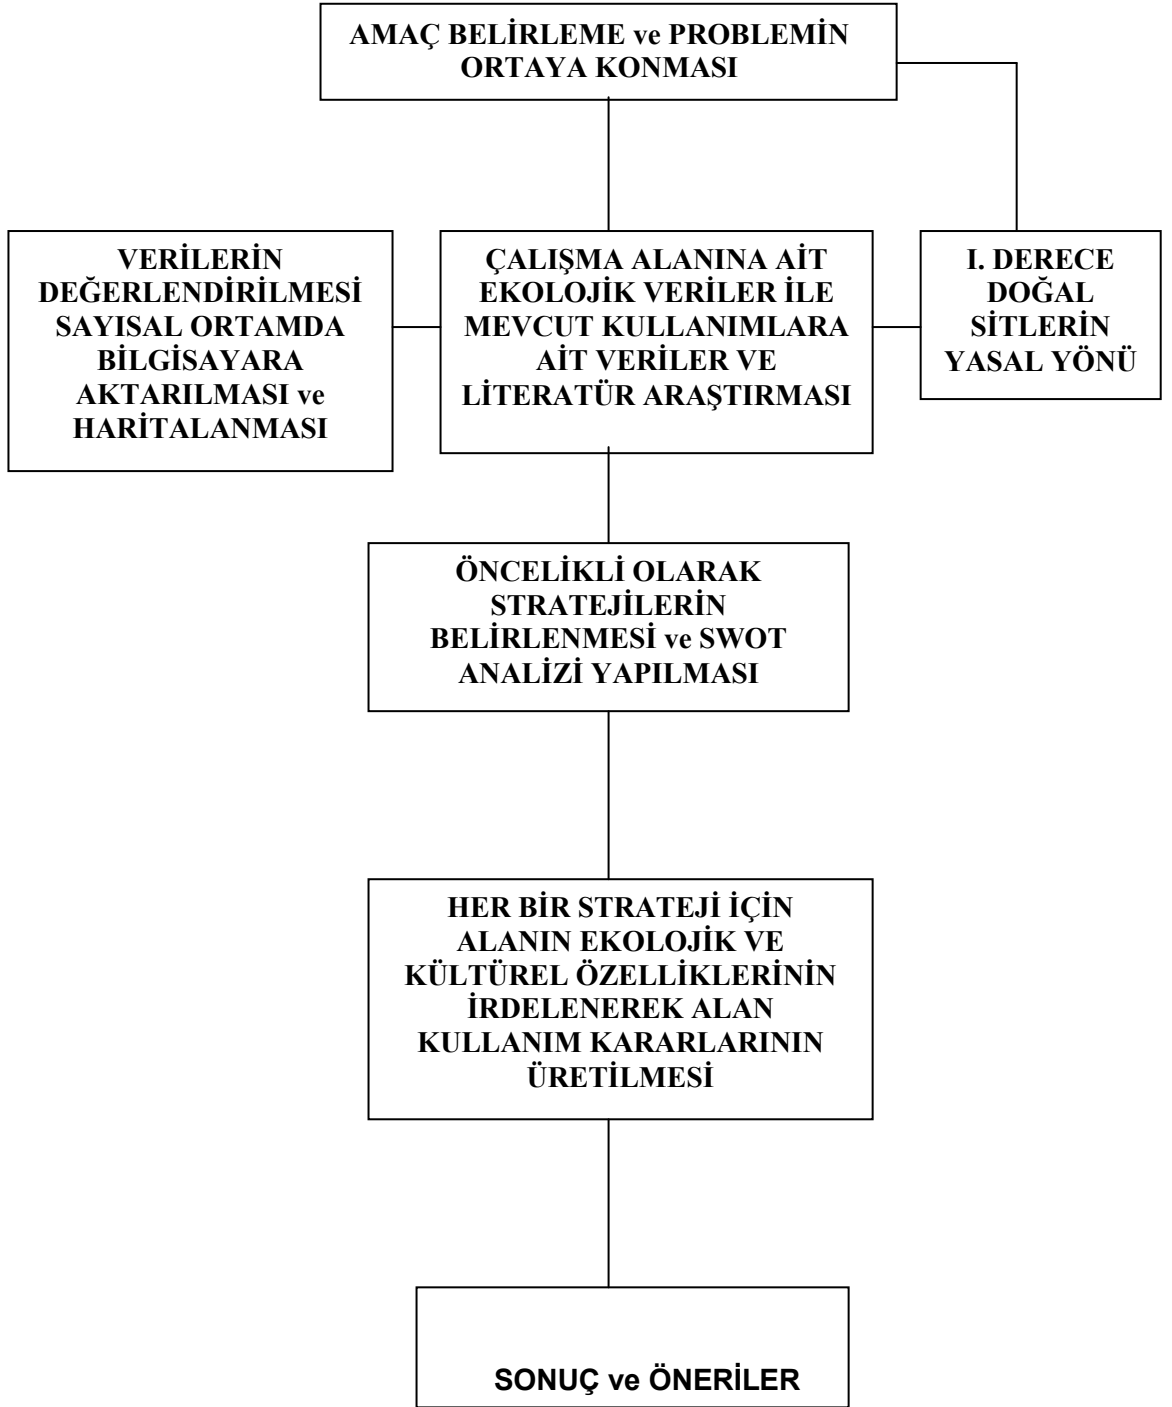 AMAÇ BELİRLEME ve PROBLEMİN
ORTAYA KONMASI
VERİLERİN
DEĞERLENDİRİLMESİ
SAYISAL ORTAMDA
BİLGİSAYARA
AKTARILMASI ve
HARİTALANMASI
ÇALIŞMA ALANINA AİT
EKOLOJİK VERİLER İLE
MEVCUT KULLANIMLARA
AİT VERİLER VE
LİTERATÜR ARAŞTIRMASI
I. DERECE
DOĞAL
SİTLERİN
YASAL YÖNÜ
ÖNCELİKLİ OLARAK
STRATEJİLERİN
BELİRLENMESİ ve SWOT
ANALİZİ YAPILMASI
HER BİR STRATEJİ İÇİN
ALANIN EKOLOJİK VE
KÜLTÜREL ÖZELLİKLERİNİN
İRDELENEREK ALAN
KULLANIM KARARLARININ
ÜRETİLMESİ
SONUÇ ve ÖNERİLER